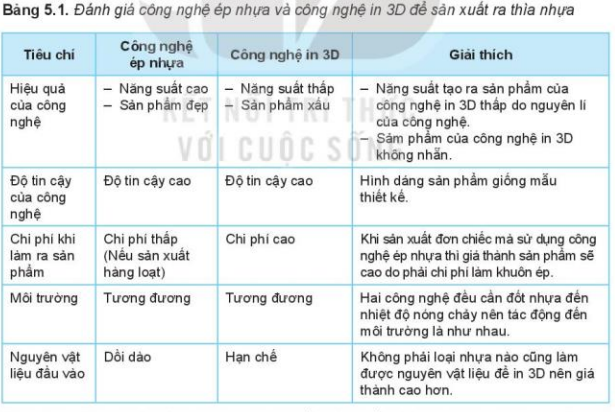 Bảng 5.1. Đánh giá công nghệ ép nhựa và công nghệ in 3D để sản xuất ra thìa nhựa
Tiêu chí
Công nghệ
ép nhựa
Công nghệ in 3D
Giải thích
Hiệu quả
của công
nghệ
– Năng suất cao
– Sản phẩm đẹp
– Năng suất thấp
– Sản phẩm xấu
– Năng suất tạo ra sản phẩm của
công nghệ in 3D thấp do nguyên lí
của công nghệ.
– Sảm phẩm của công nghệ in 3D
không nhẵn.
Độ tin cậy
của công
nghệ
Độ tin cậy cao
Độ tin cậy cao
Hình dáng sản phẩm giống mẫu
thiết kế.
Chi phí khi
làm ra sản
phẩm
Chi phí thấp
(Nếu sản xuất
hàng loạt)
Chi phí cao
Khi sản xuất đơn chiếc mà sử dụng công
nghệ ép nhựa thì giá thành sản phẩm sẽ
cao do phải chi phí làm khuôn ép.
Môi trường
Tương đương
Tương đương
Hai công nghệ đều cần đốt nhựa đến
nhiệt độ nóng chảy nên tác động đến
môi trường là như nhau.
Nguyên vật
liệu đầu vào
Dồi dào
Hạn chế
Không phải loại nhựa nào cũng làm
được nguyên vật liệu để in 3D nên giá
thành cao hơn.
KẾT NỐI TRI THỨC
VỚI CUỘC SỐNG